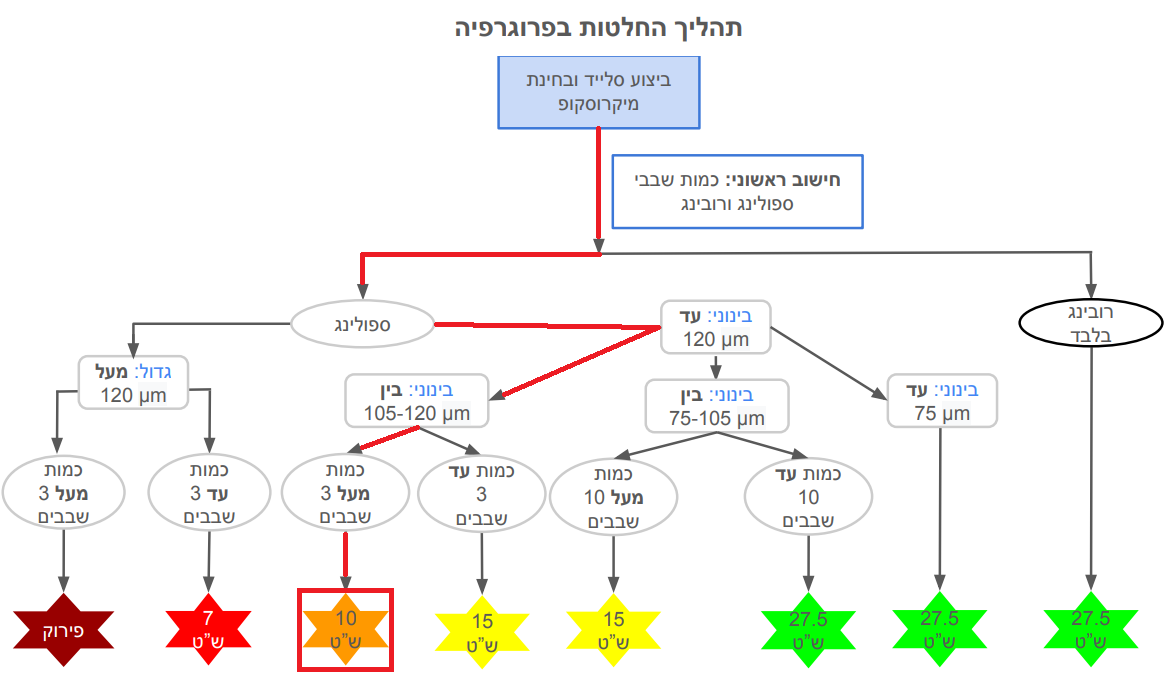 תהליך החלטות בפרוגרפיה
ביצוע סלייד ובחינת
מיקרוסקופ
חישוב ראשוני: כמות שבבי
ספולינג ורובינג
ספולינג
רובינג
בלבד
גדול: מעל
120 µm
בינוני: עד
120 µm
בינוני: בין
105-120 µm
בינוני: בין
75-105 µm
בינוני: עד
75 µm
כמות
מעל 3
שבבים
כמות
עד 3
שבבים
כמות
מעל 3
שבבים
כמות עד
3
שבבים
כמות
מעל 10
שבבים
כמות עד
10
שבבים
פירוק
7
ש"ט
10
ש"ט
15
ש"ט
15
ש"ט
27.5
ש"ט
27.5
ש"ט
27.5
ש"ט